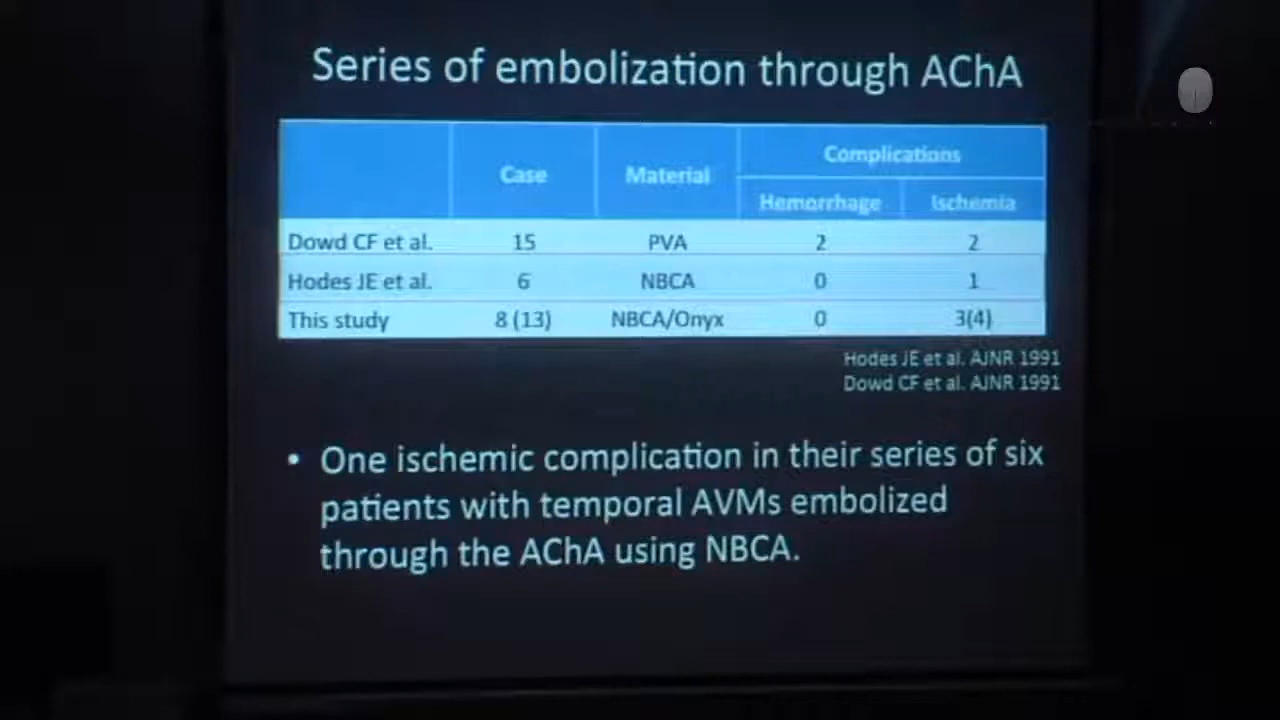 Series of embolization through AChA
Case Material Complications
Hemorrhage Ischemia
Dowd CF et al. 15 PVA 2 2
Hodes JE et al. 6 NBCA 0 1
This study 8 (13) NBCA/Onyx 0 3(4)
Hodes JE et al. AJNR 1991
Dowd CF et al. AJNR 1991
• One ischemic complication in their series of six
patients with temporal AVMs embolized
through the AChA using NBCA.